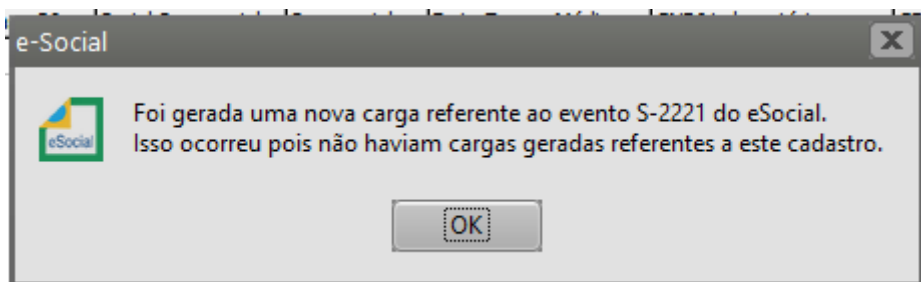 e-Social
Foi gerada uma nova carga referente ao evento S-2221 do eSocial.
eSocial
Isso ocorreu pois não haviam cargas geradas referentes a este cadastro.
OK